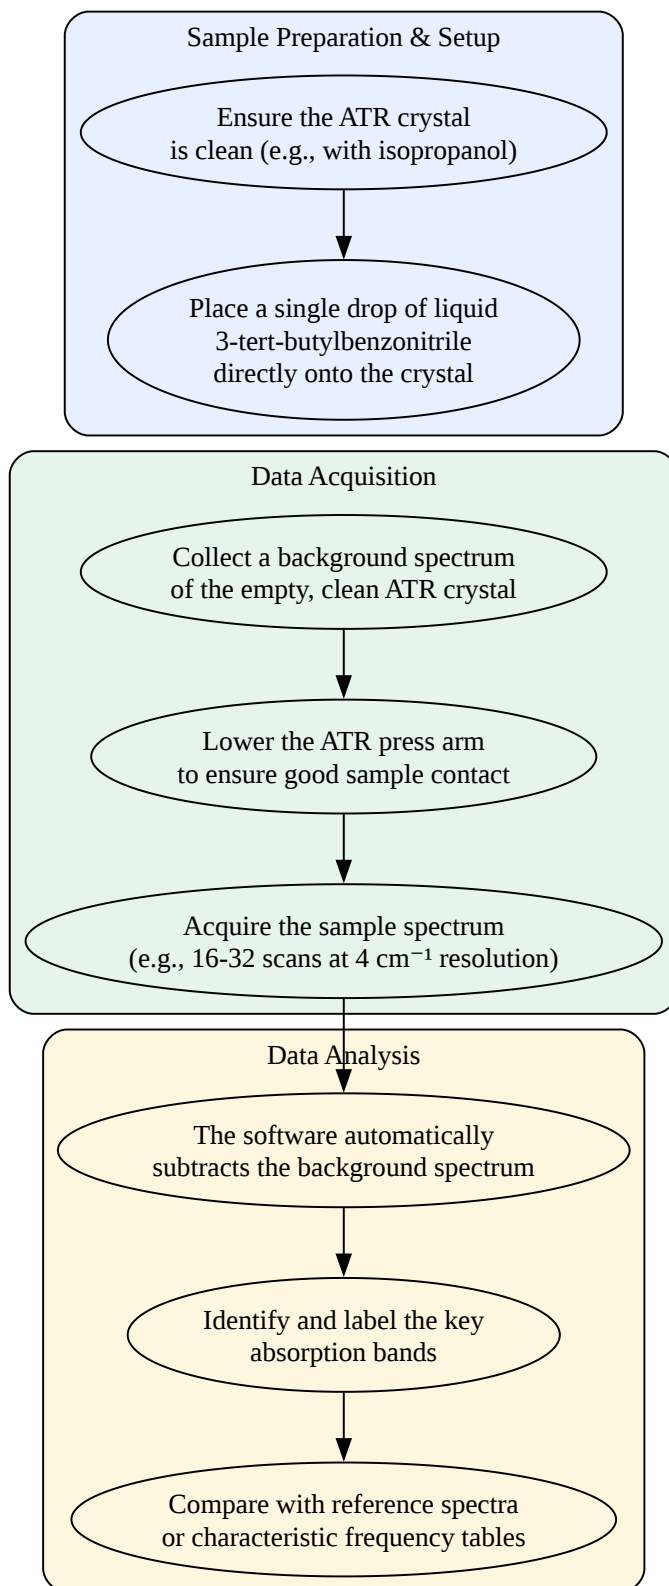 Sample Preparation & Setup
Ensure the ATR crystal
is clean (e.g., with isopropanol)
Place a single drop of liquid
3-tert-butylbenzonitrile
directly onto the crystal
Data Acquisition
Collect a background spectrum
of the empty, clean ATR crystal
Lower the ATR press arm
to ensure good sample contact
Acquire the sample spectrum
(e.g., 16-32 scans at 4 cm⁻¹ resolution)
Data Analysis
The software automatically
subtracts the background spectrum
Identify and label the key
absorption bands
Compare with reference spectra
or characteristic frequency tables